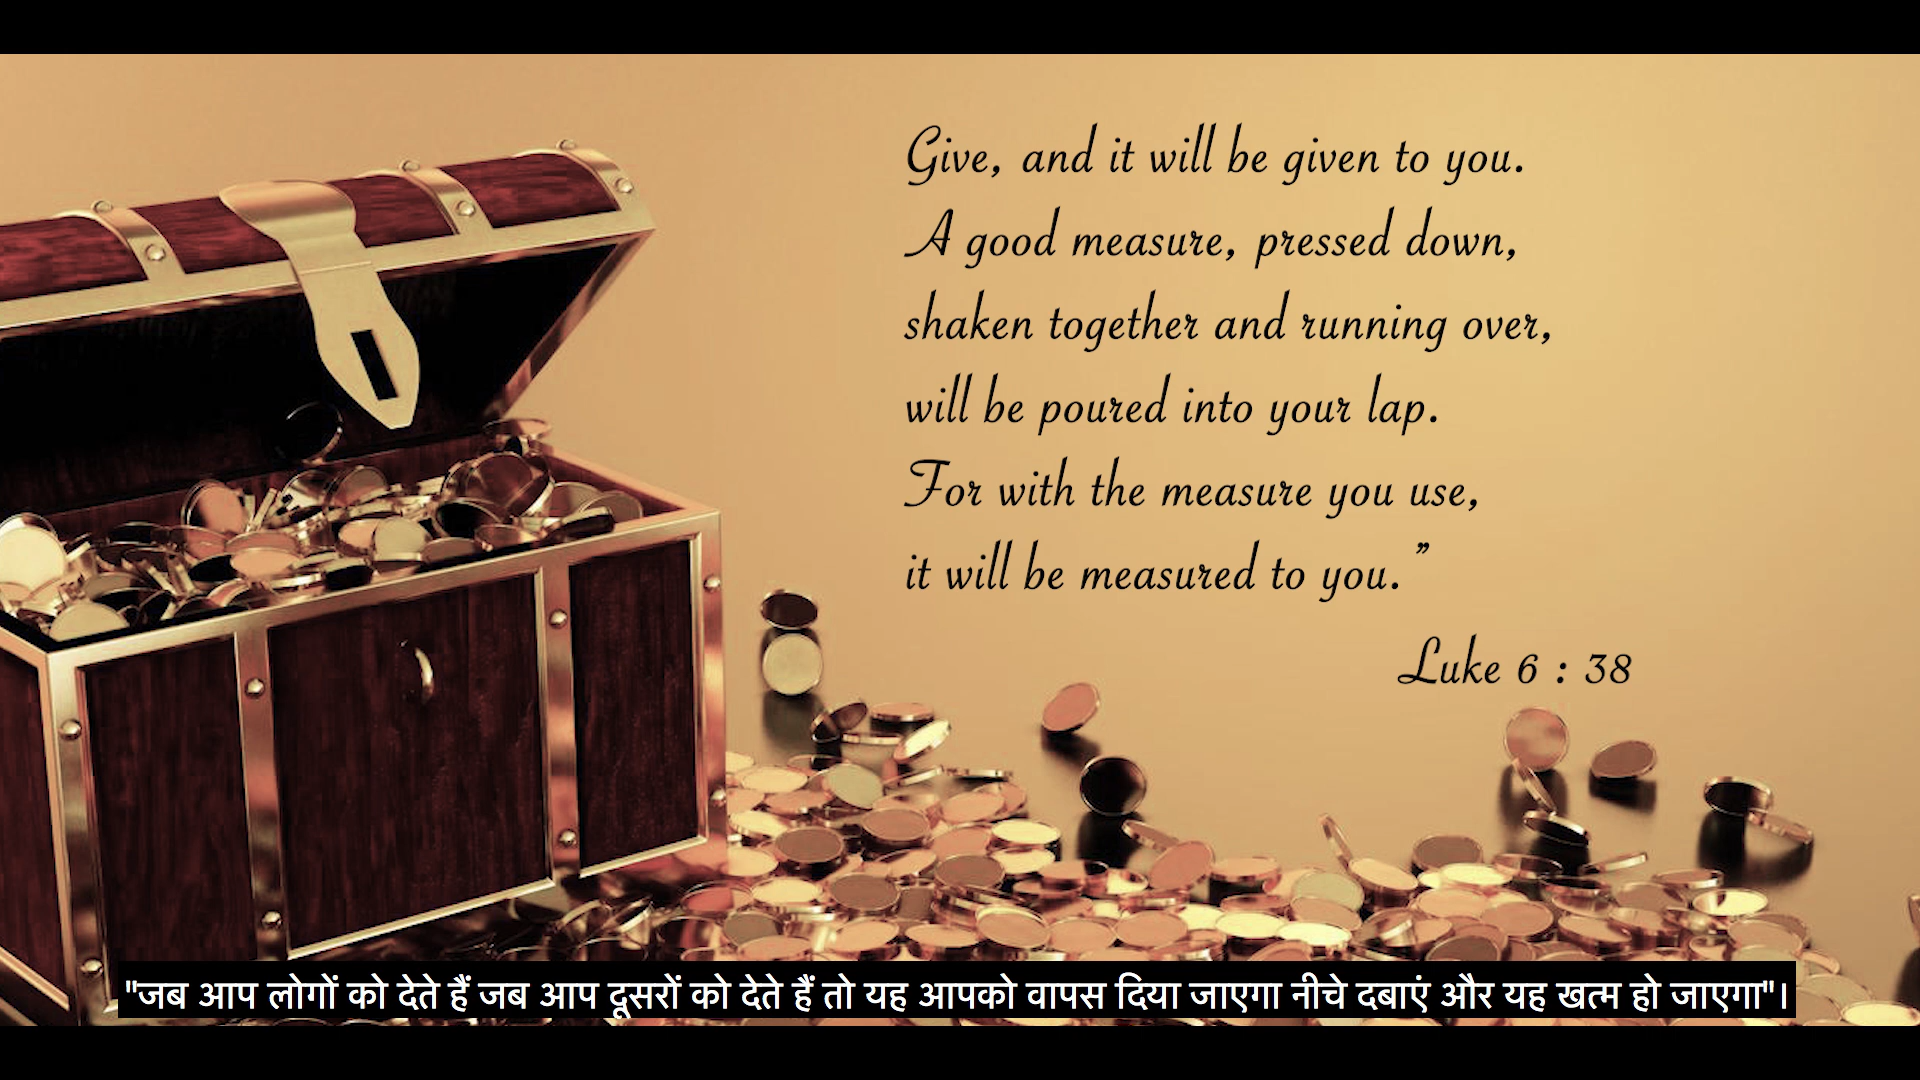 Give, and it will be given to you.
A good measure, pressed down,
shaken together and running over,
will be poured into your lap.
For with the measure you use,
it will be measured to you.”
Luke 6 : 38
"जब आप लोगों को देते हैं जब आप दूसरों को देते हैं तो यह आपको वापस दिया जाएगा नीचे दबाएं और यह खत्म हो जाएगा"।